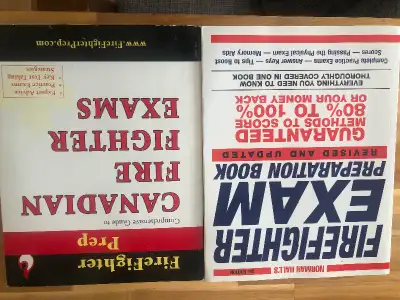 FireFighter
Prep
Comprehensive Guide to
CANADIAN
FIRE
FIGHTER
EXAMS
• Expert Advice
• Practice Exams
• Key Test Taking
Strategies
www.FireFighterPrep.com
NORMAN HALL'S
FIREFIGHTER
EXAM
PREPARATION BOOK
REVISED AND UPDATED
GUARANTEED
METHODS TO SCORE
80% TO 100%
OR YOUR MONEY BACK
EVERYTHING YOU NEED TO KNOW
THOROUGHLY COVERED IN ONE BOOK
Complete Practice Exams — Answer Keys — Tips to Boost
Scores — Passing the Physical Exam — Memory Aids